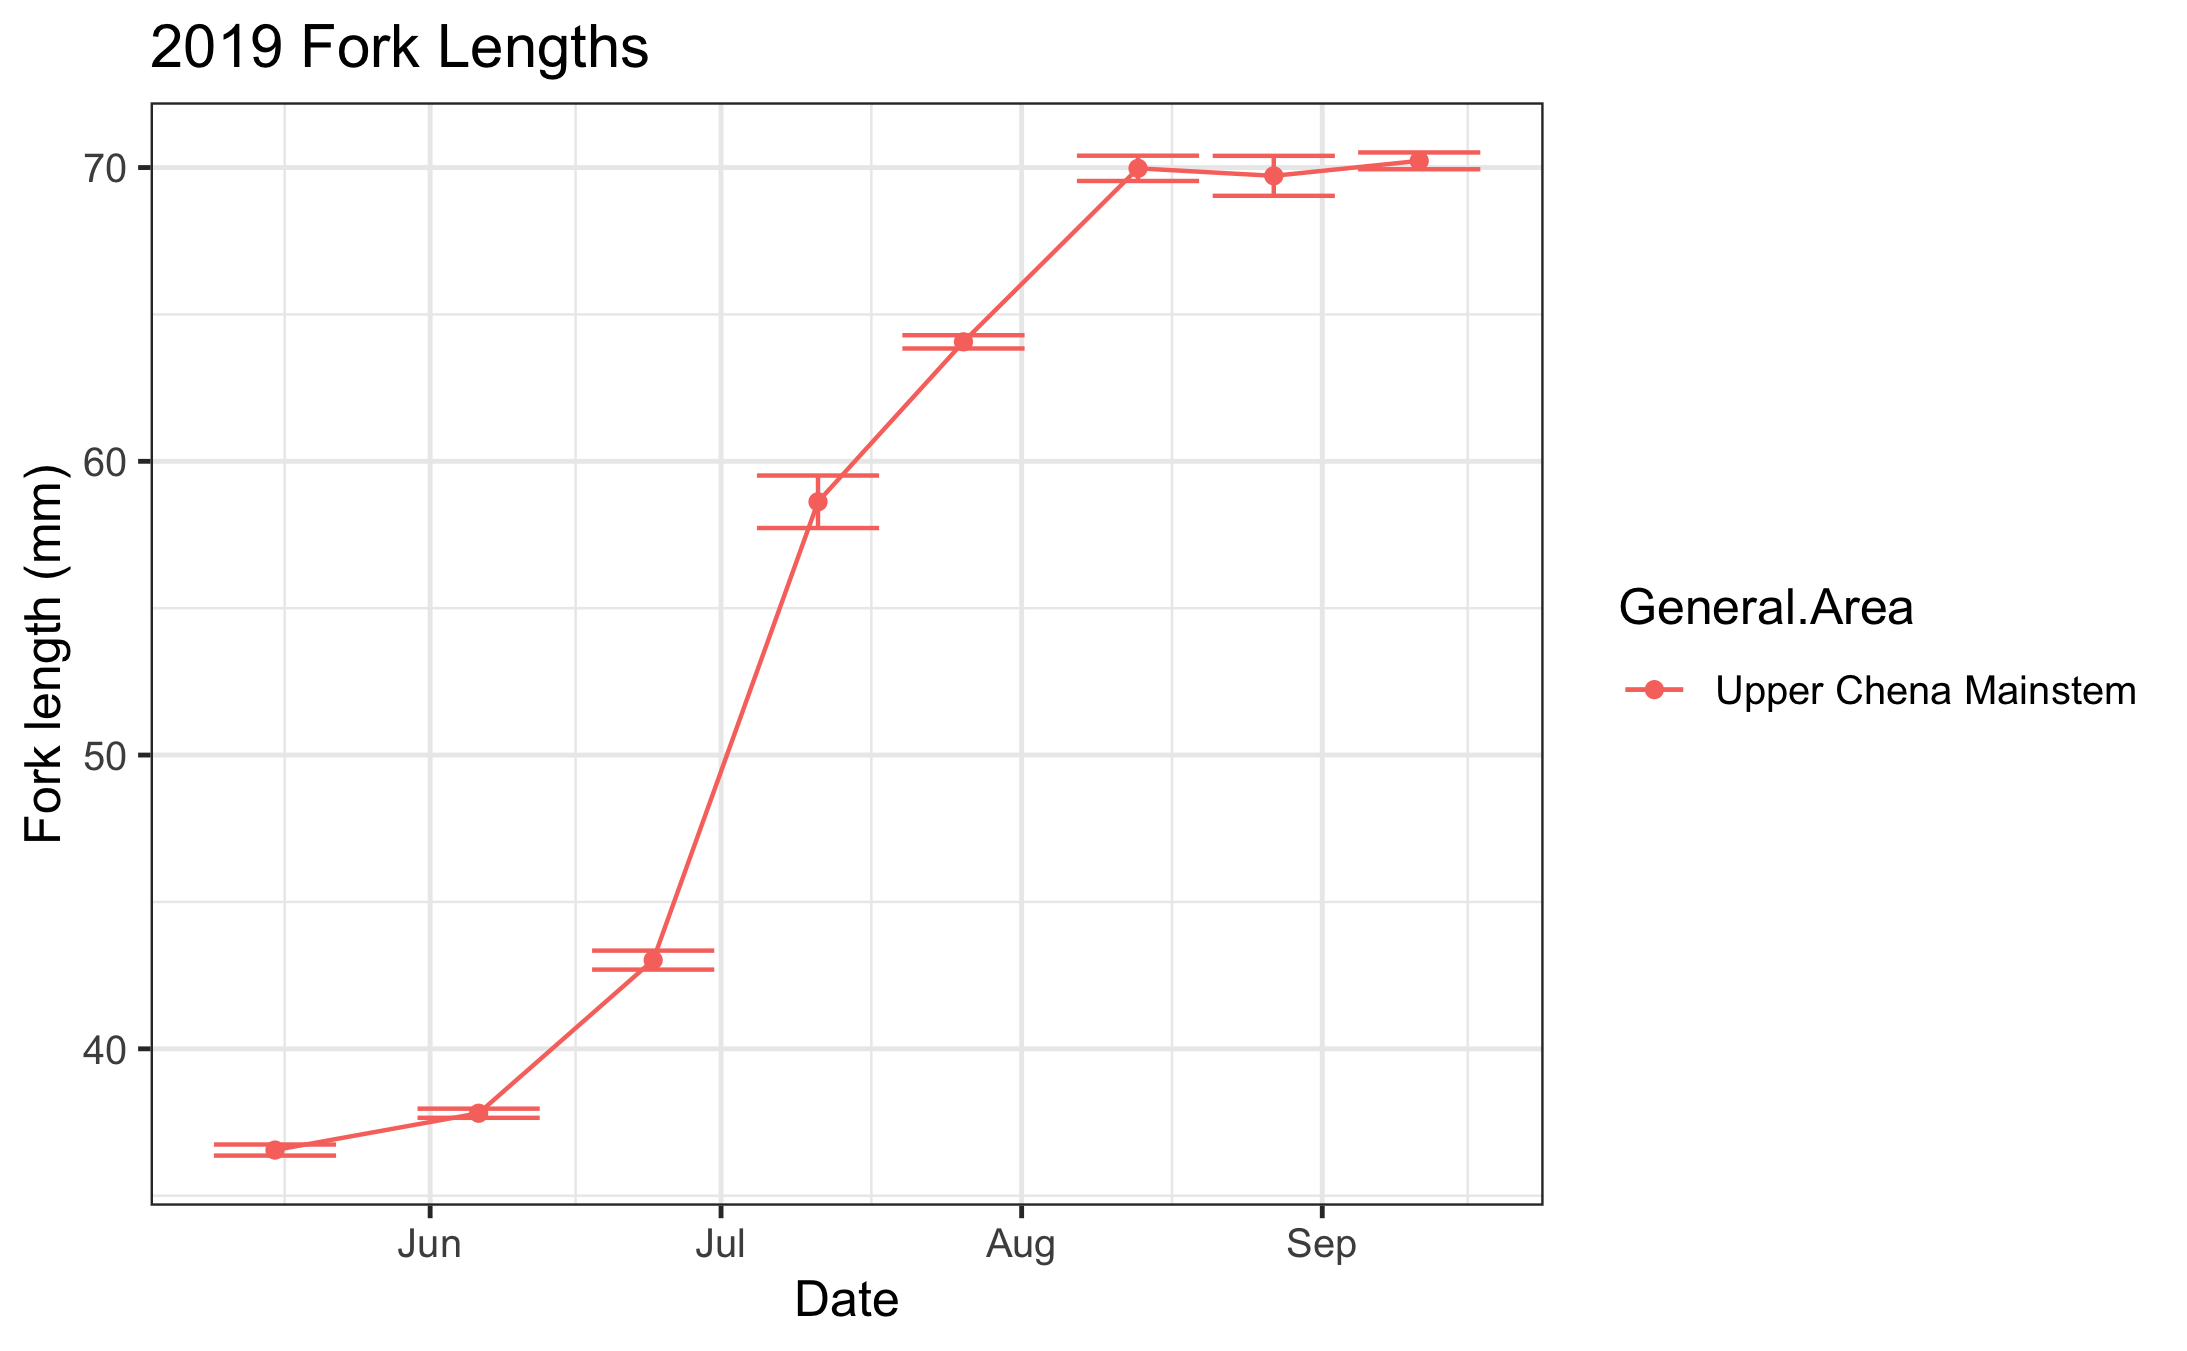 2019 Fork Lengths
Fork length (mm)
70
60
50
40
Jun Jul Aug Sep
Date
General.Area
Upper Chena Mainstem